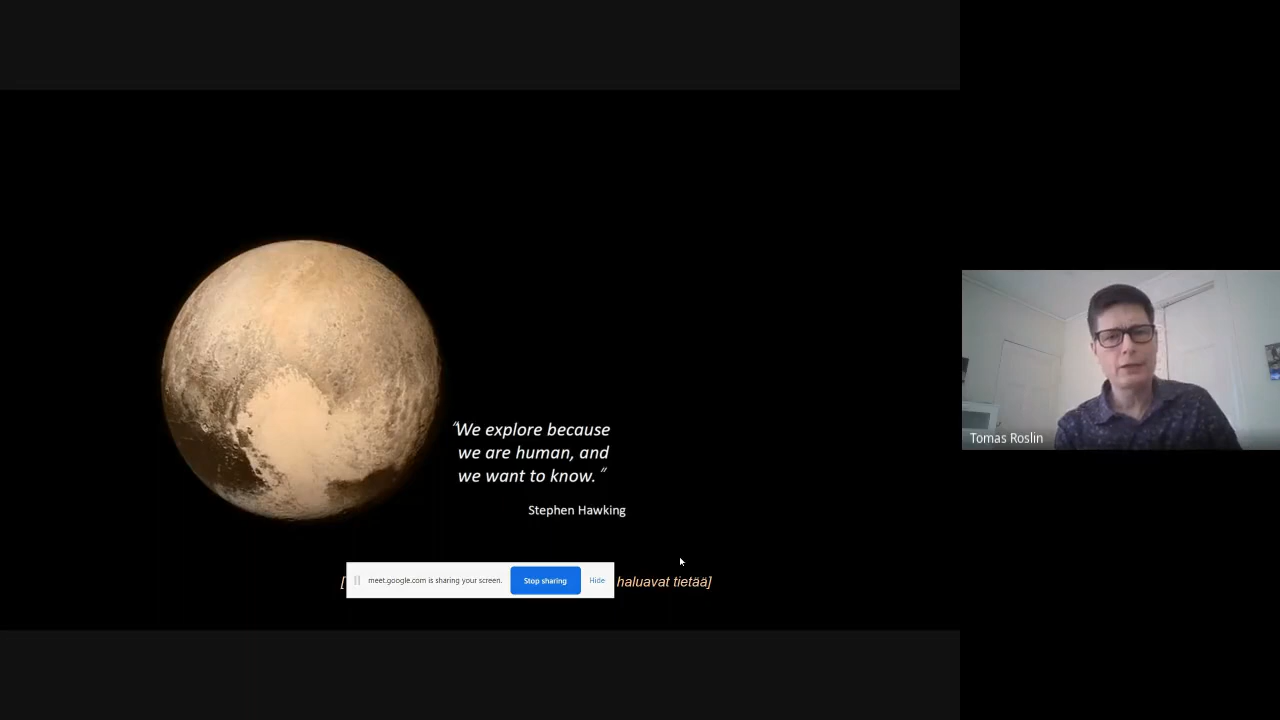 “We explore because
we are human, and
we want to know.”
Stephen Hawking
[
meet.google.com is sharing your screen.
Stop sharing
Hide
haluavat tietää]
Tomas Roslin